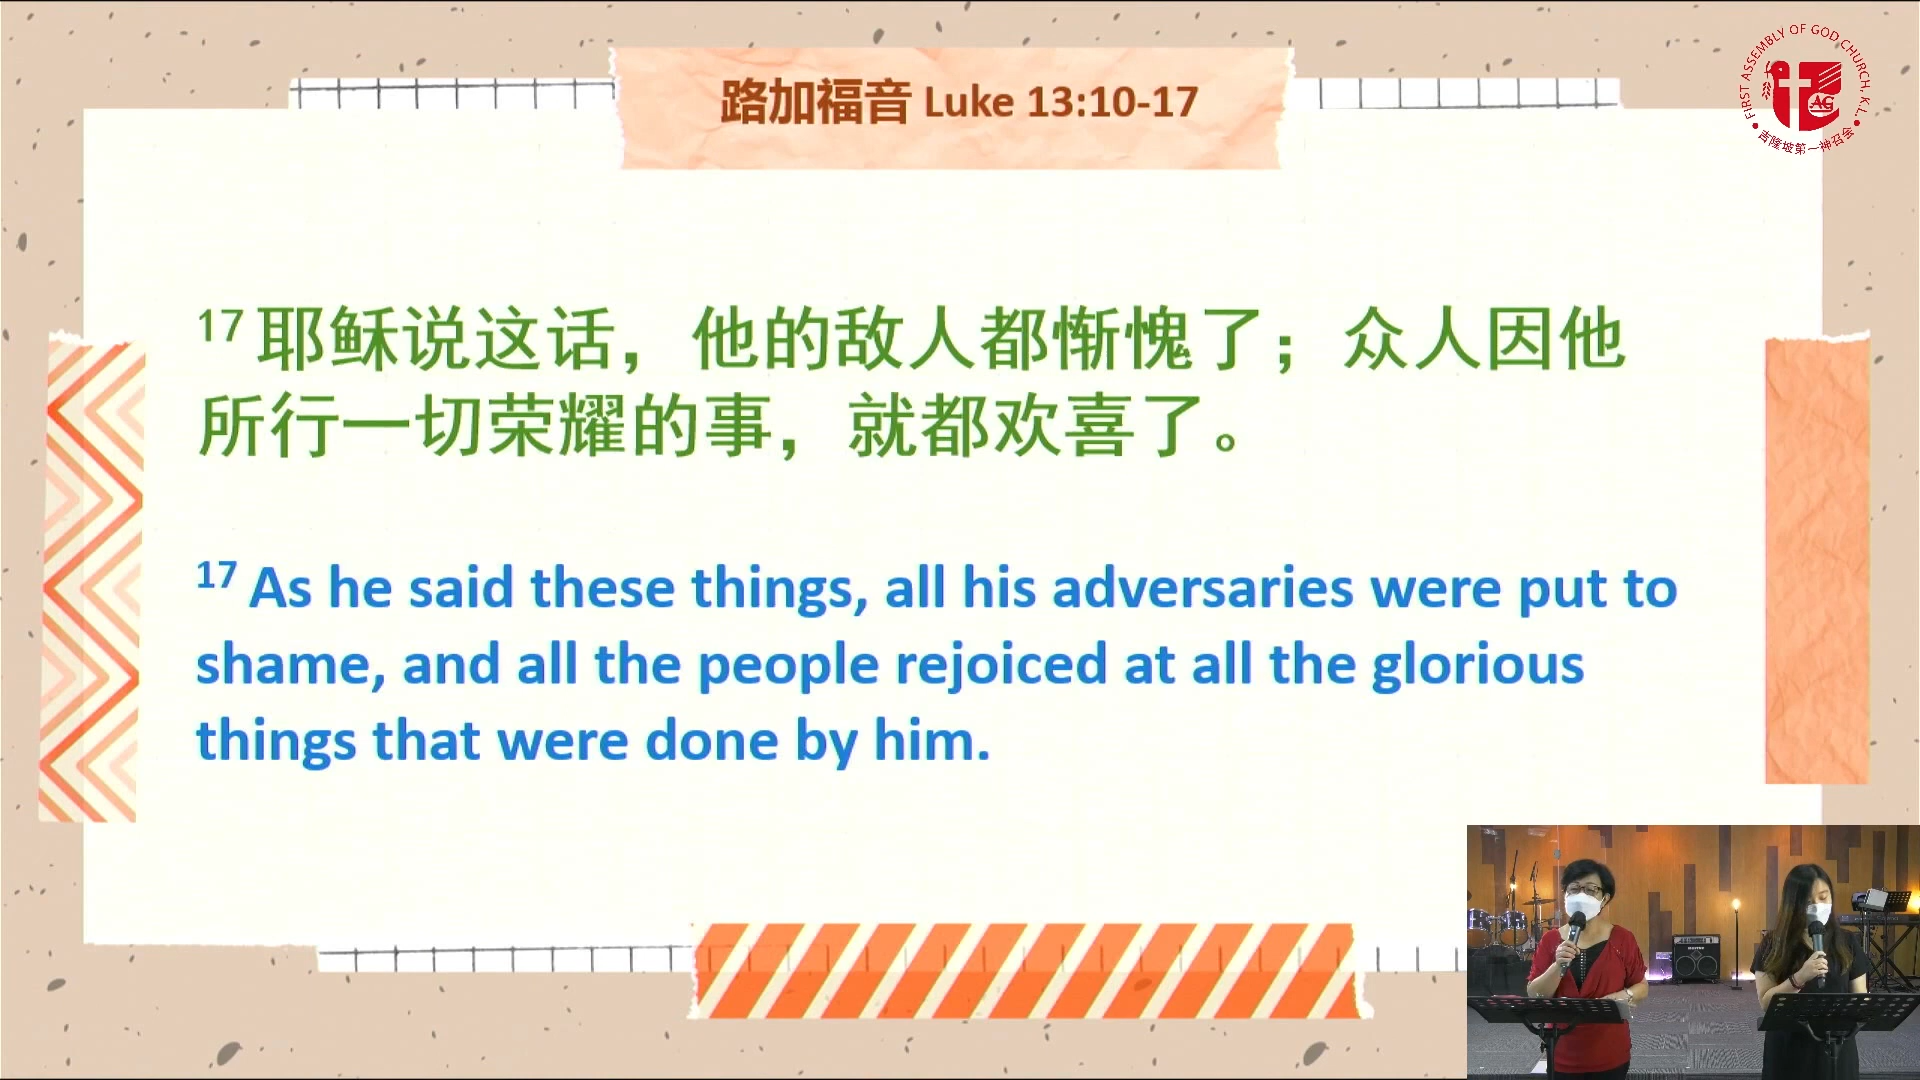 路加福音 Luke 13:10-17
FIRST ASSEMBLY OF GOD CHURCH, K.L.
AG
吉隆坡第一神召会
17 耶稣说这话，他的敌人都惭愧了；众人因他
所行一切荣耀的事，就都欢喜了。
17 As he said these things, all his adversaries were put to
shame, and all the people rejoiced at all the glorious
things that were done by him.